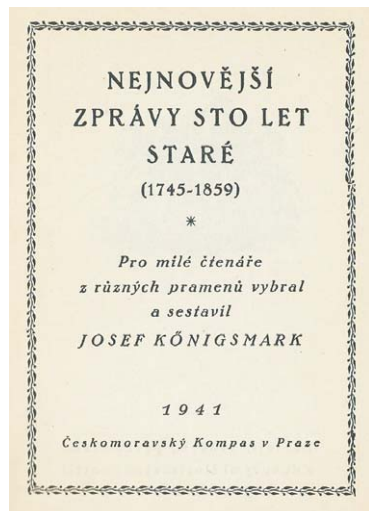 NEJNOVĚJŠÍ
ZPRÁVY STO LET
STARÉ
(1745-1859)
*
Pro milé čtenáře
z různých pramenů vybral
a sestavil
JOSEF KŐNIGSMARK
1941
Českomoravský Kompas v Praze